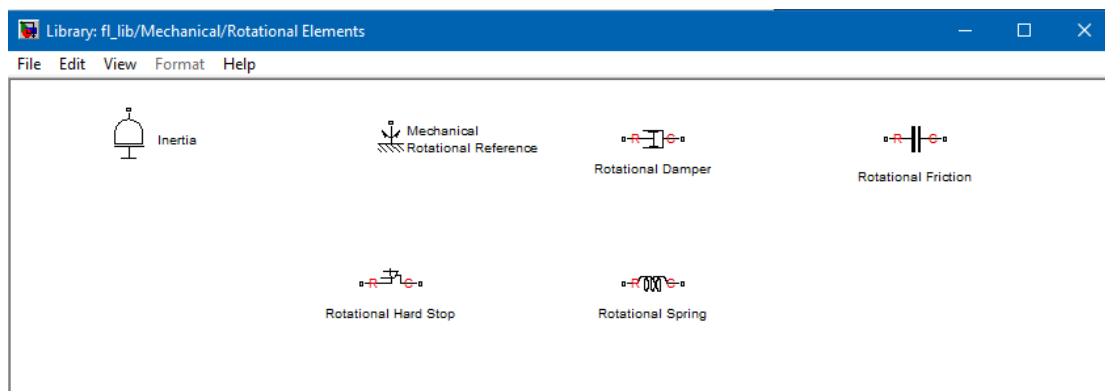 Library: fl_lib/Mechanical/Rotational Elements
File Edit View Format Help
Inertia
Mechanical
Rotational Reference
R C
Rotational Damper
R C
Rotational Friction
R C
Rotational Hard Stop
R C
Rotational Spring